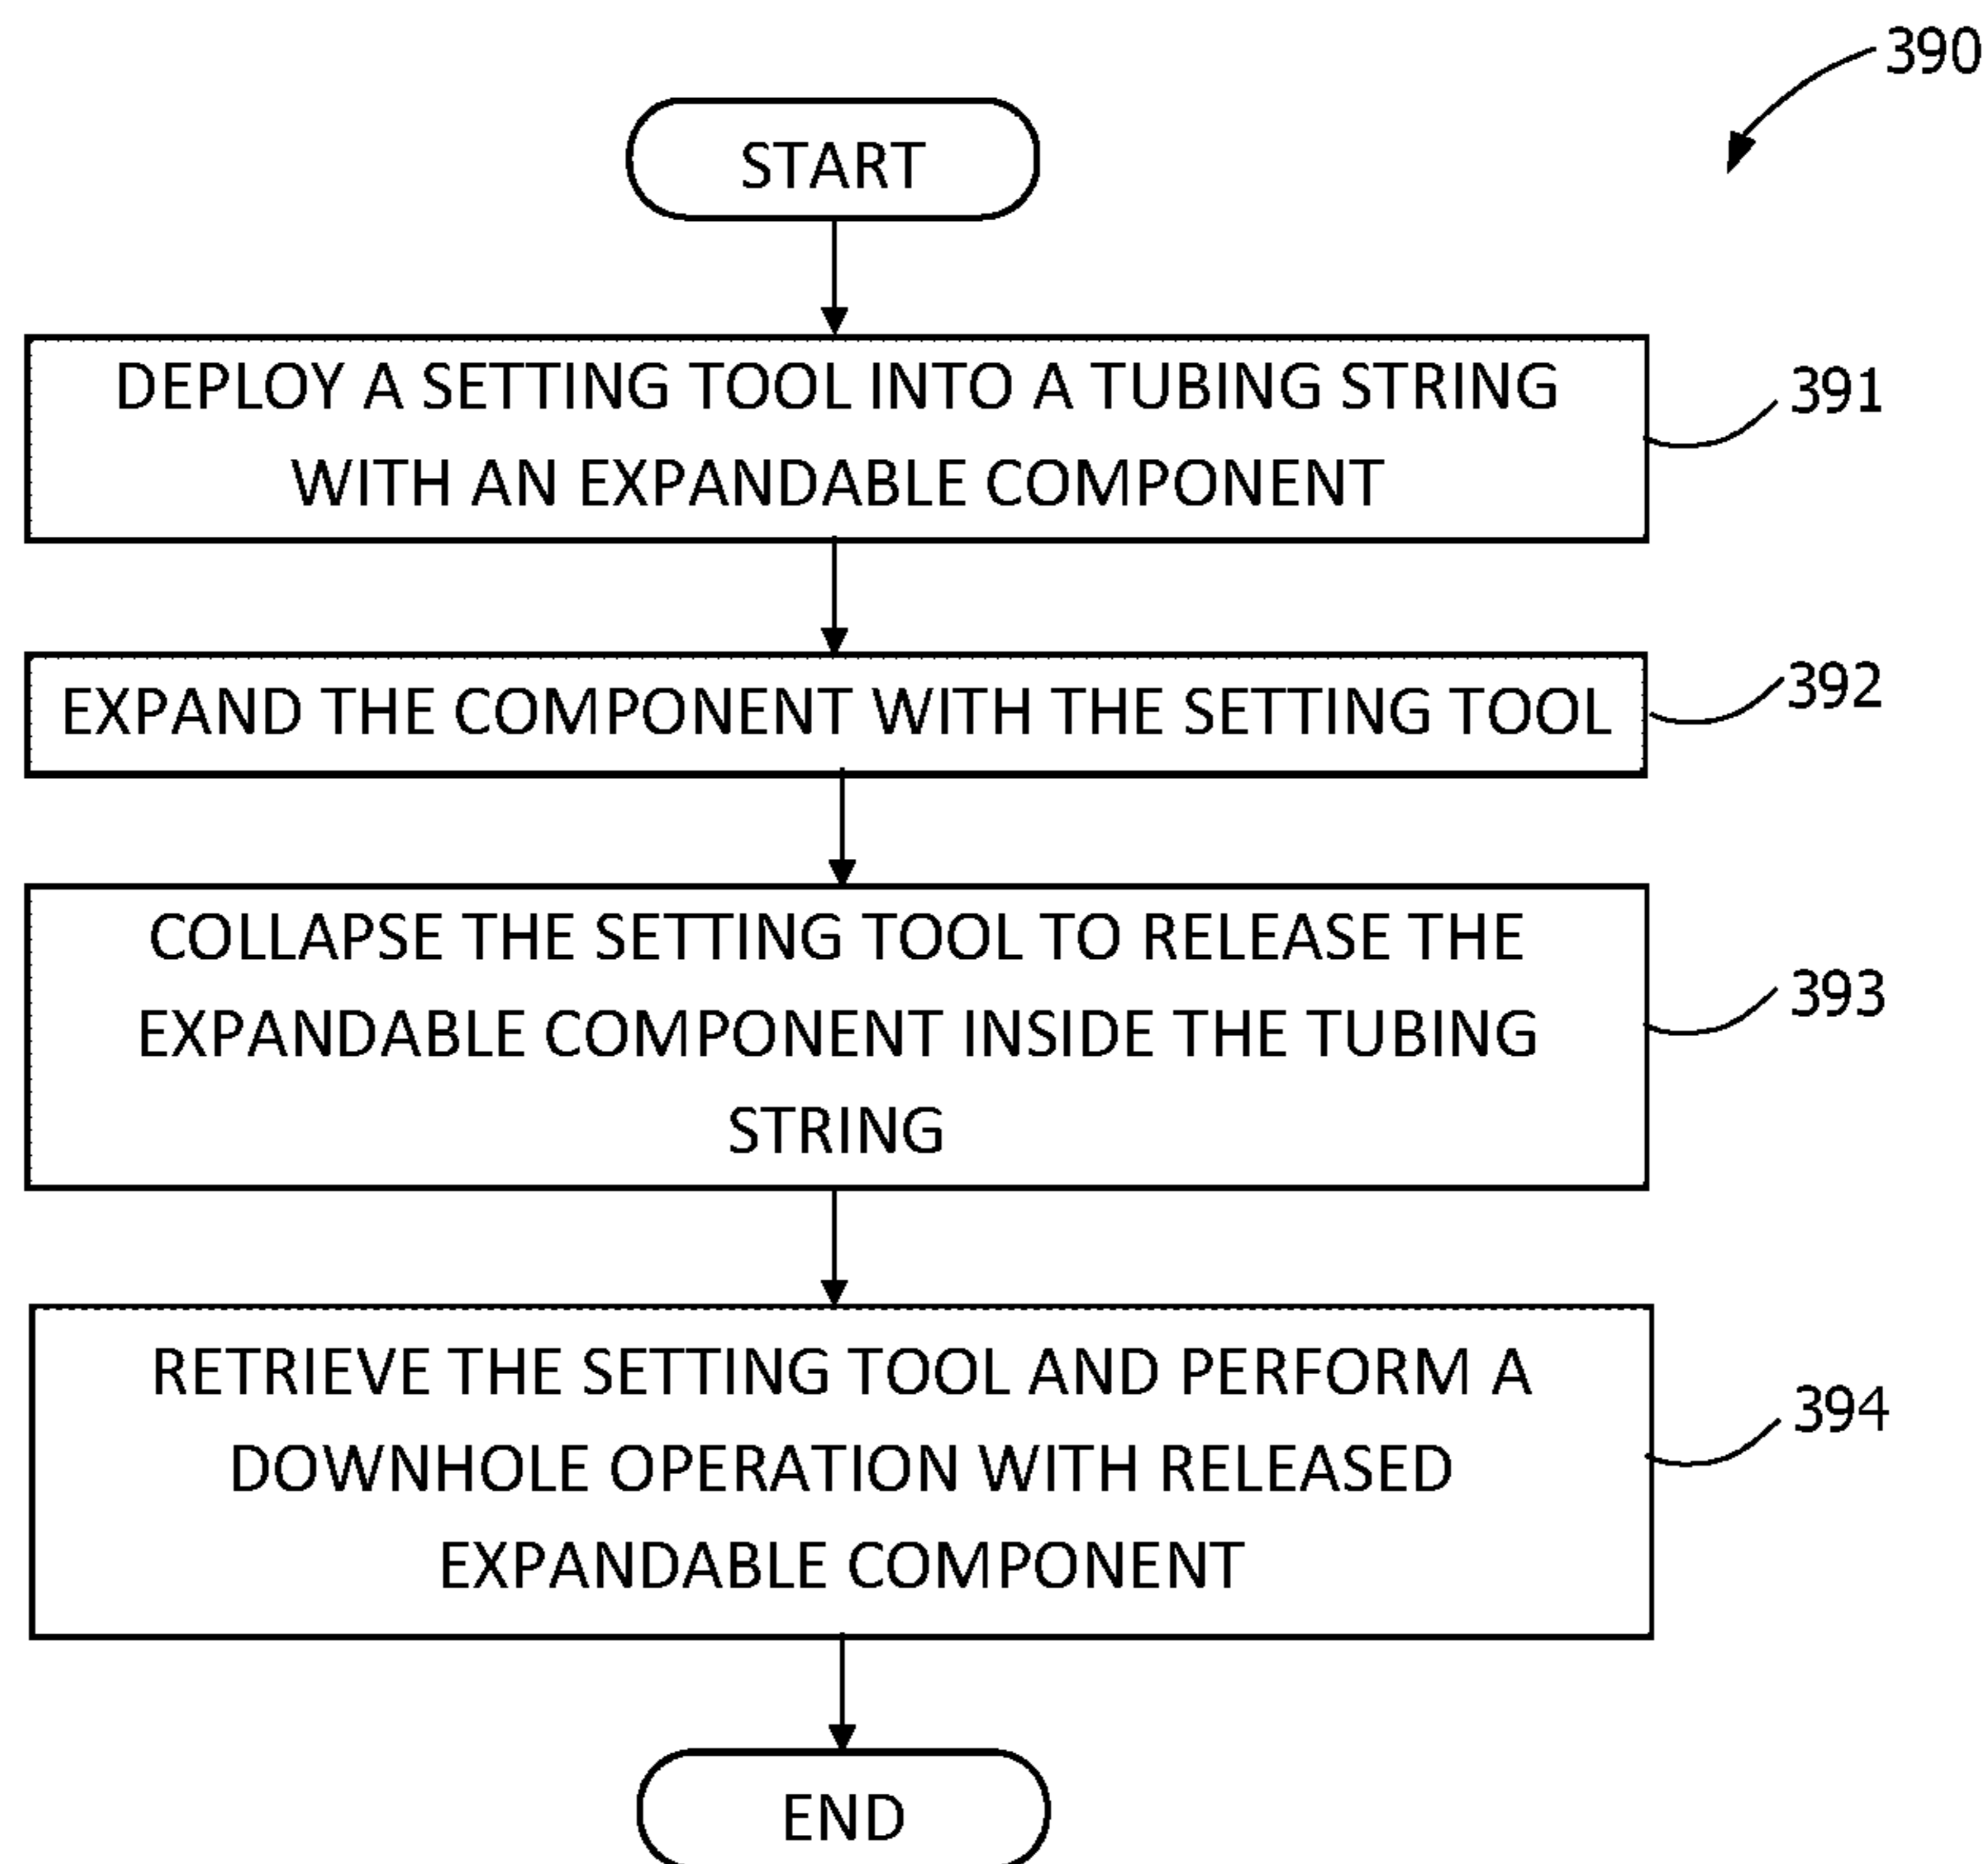 390
START
DEPLOY A SETTING TOOL INTO A TUBING STRING
WITH AN EXPANDABLE COMPONENT
391
EXPAND THE COMPONENT WITH THE SETTING TOOL
392
COLLAPSE THE SETTING TOOL TO RELEASE THE
EXPANDABLE COMPONENT INSIDE THE TUBING
STRING
393
RETRIEVE THE SETTING TOOL AND PERFORM A
DOWNHOLE OPERATION WITH RELEASED
EXPANDABLE COMPONENT
394
END